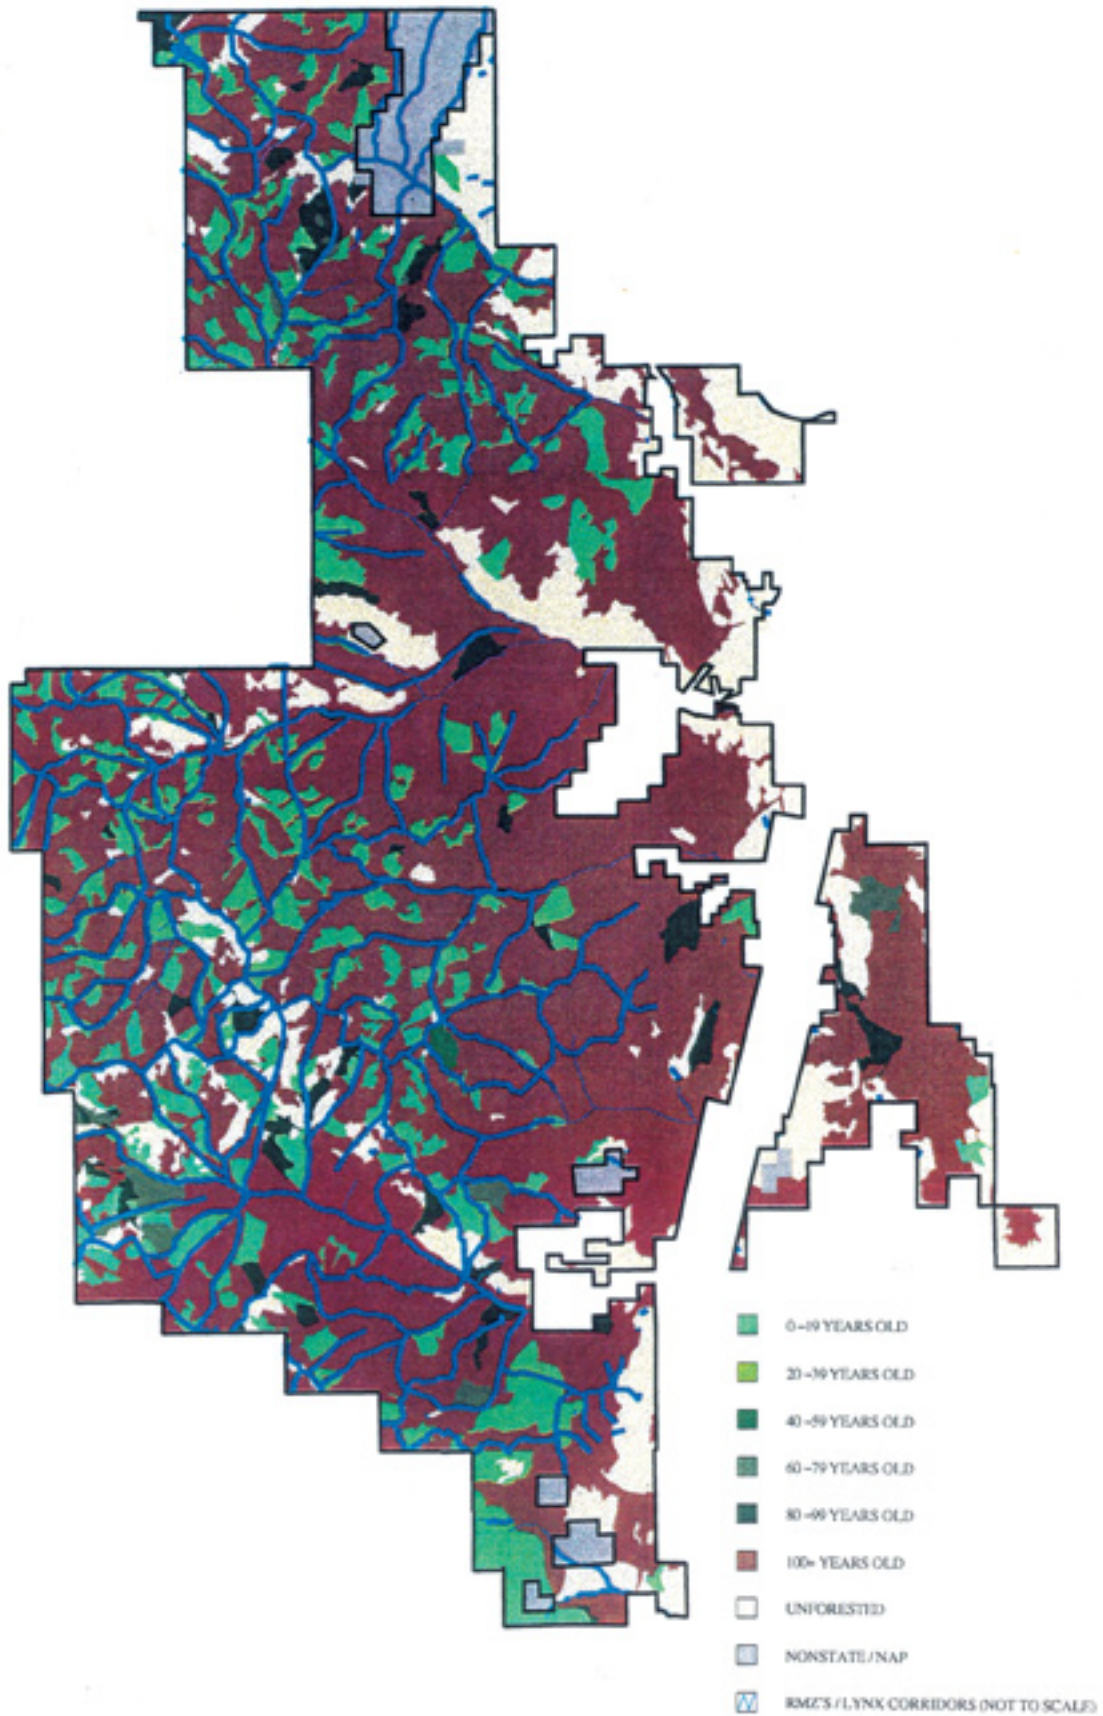 0-19 YEARS OLD
20-39 YEARS OLD
40-59 YEARS OLD
60-79 YEARS OLD
80-99 YEARS OLD
100+ YEARS OLD
UNFORESTED
NONSTATE / NAP
RMZ'S / LYNX CORRIDORS (NOT TO SCALE)